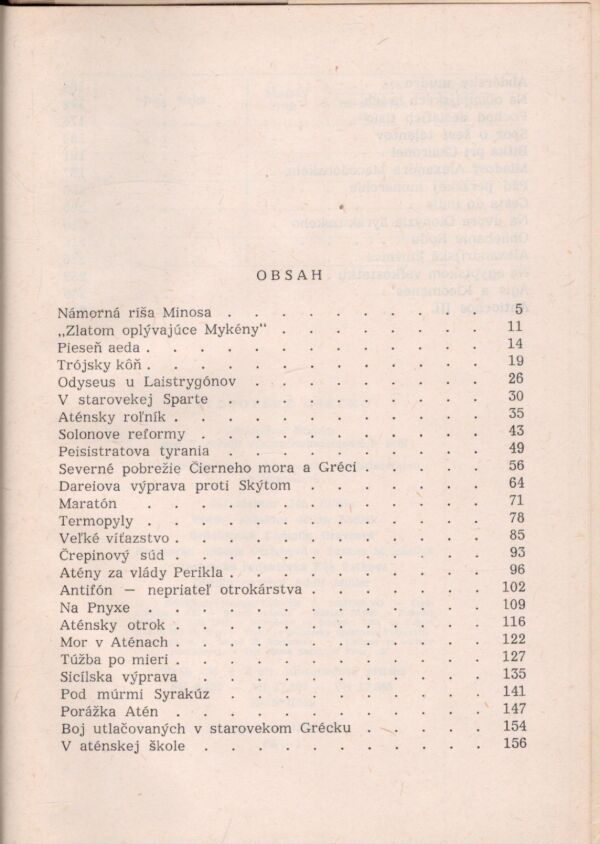 OBSAH
Námorná ríša Minosa . . . . . . . . . . 5
„Zlatom oplývajúce Mykény“ . . . . . . . . 11
Pieseň aeda . . . . . . . . . . . . . 14
Trójsky kôň . . . . . . . . . . . . . 19
Odyseus u Laistrygónov . . . . . . . . . 26
V starovekej Sparte . . . . . . . . . . 30
Aténsky roľník . . . . . . . . . . . . 35
Solonove reformy . . . . . . . . . . . 43
Peisistratova tyrania . . . . . . . . . . 49
Severné pobrežie Čierneho mora a Gréci . . . . . 56
Dareiova výprava proti Skýtom . . . . . . . 64
Maratón . . . . . . . . . . . . . . 71
Termopyly . . . . . . . . . . . . . 78
Veľké víťazstvo . . . . . . . . . . . . 85
Črepinový súd . . . . . . . . . . . . 93
Atény za vlády Perikla . . . . . . . . . . 96
Antifón — nepriateľ otrokárstva . . . . . . . 102
Na Pnyxe . . . . . . . . . . . . . 109
Aténsky otrok . . . . . . . . . . . . 116
Mor v Aténach . . . . . . . . . . . . 122
Túžba po mieri . . . . . . . . . . . . 127
Sicílska výprava . . . . . . . . . . . 135
Pod múrmi Syrakúz . . . . . . . . . . 141
Porážka Atén . . . . . . . . . . . . 147
Boj utlačovaných v starovekom Grécku . . . . . 154
V aténskej škole . . . . . . . . . . . 156